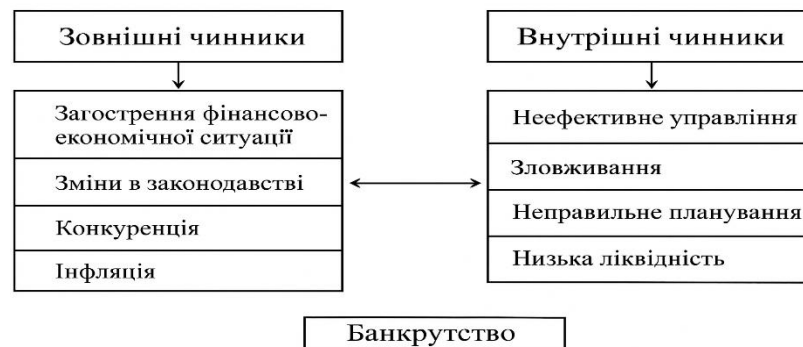 Зовнішні чинники
Внутрішні чинники
Загострення фінансово-
економічної ситуації
Зміни в законодавстві
Конкуренція
Інфляція
Неефективне управління
Зловживання
Неправильне планування
Низька ліквідність
Банкрутство